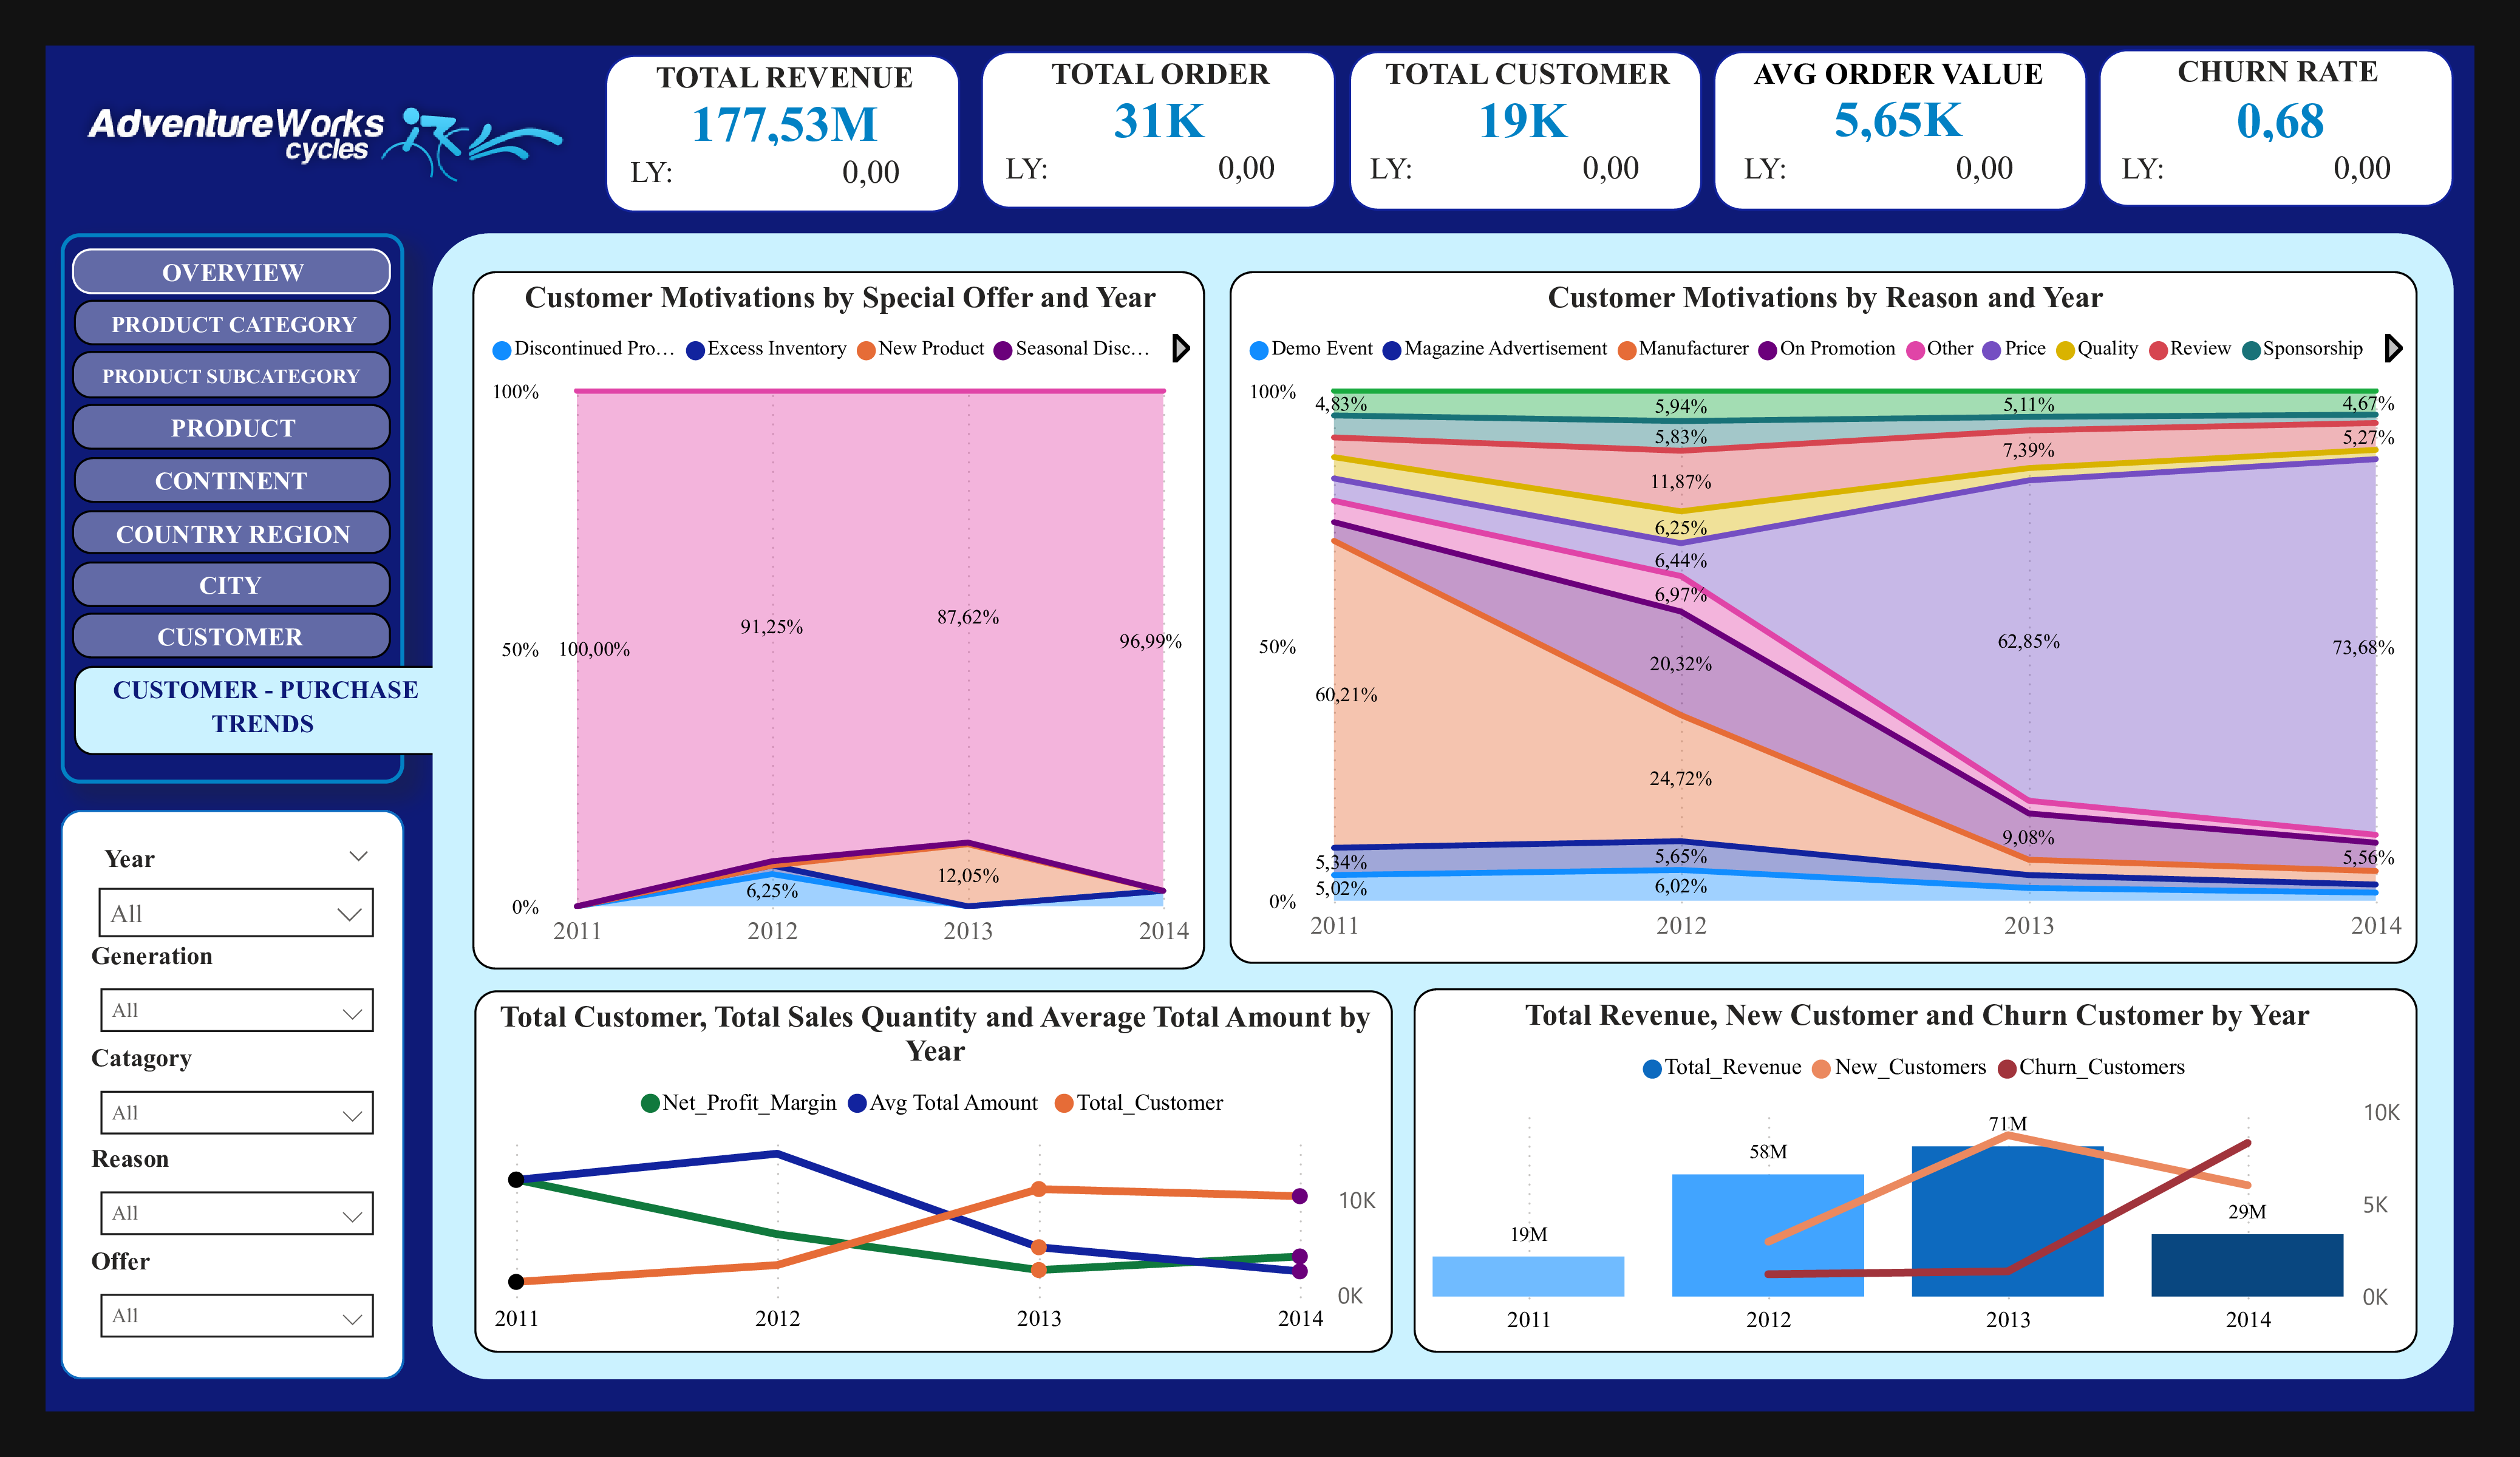 AdventureWorks
cycles
TOTAL REVENUE
177,53M
LY: 0,00
TOTAL ORDER
31K
LY: 0,00
TOTAL CUSTOMER
19K
LY: 0,00
AVG ORDER VALUE
5,65K
LY: 0,00
CHURN RATE
0,68
LY: 0,00
OVERVIEW
PRODUCT CATEGORY
PRODUCT SUBCATEGORY
PRODUCT
CONTINENT
COUNTRY REGION
CITY
CUSTOMER
CUSTOMER - PURCHASE
TRENDS
Year
All
Generation
All
Catagory
All
Reason
All
Offer
All
Customer Motivations by Special Offer and Year
Discontinued Pro... Excess Inventory New Product Seasonal Disc...
100%
50%
0%
100,00%
91,25%
87,62%
96,99%
6,25%
12,05%
2011 2012 2013 2014
Customer Motivations by Reason and Year
Demo Event Magazine Advertisement Manufacturer On Promotion Other Price Quality Review Sponsorship
100%
50%
0%
4,83%
60,21%
5,34%
5,02%
5,94%
5,83%
11,87%
6,25%
6,44%
6,97%
20,32%
24,72%
5,65%
6,02%
5,11%
7,39%
62,85%
9,08%
4,67%
5,27%
73,68%
5,56%
2011 2012 2013 2014
Total Customer, Total Sales Quantity and Average Total Amount by
Year
Net_Profit_Margin Avg Total Amount Total_Customer
10K
0K
2011 2012 2013 2014
Total Revenue, New Customer and Churn Customer by Year
Total_Revenue New_Customers Churn_Customers
19M
58M
71M
29M
10K
5K
0K
2011 2012 2013 2014